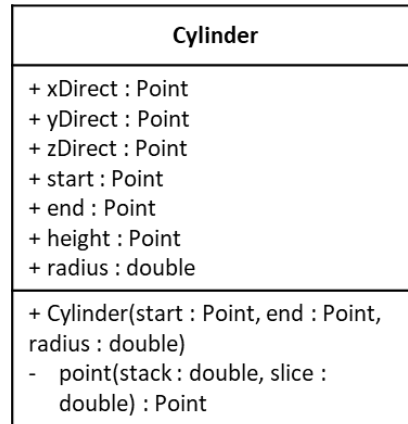 Cylinder
+ xDirect : Point
+ yDirect : Point
+ zDirect : Point
+ start : Point
+ end : Point
+ height : Point
+ radius : double
+ Cylinder(start : Point, end : Point,
radius : double)
- point(stack : double, slice :
double) : Point